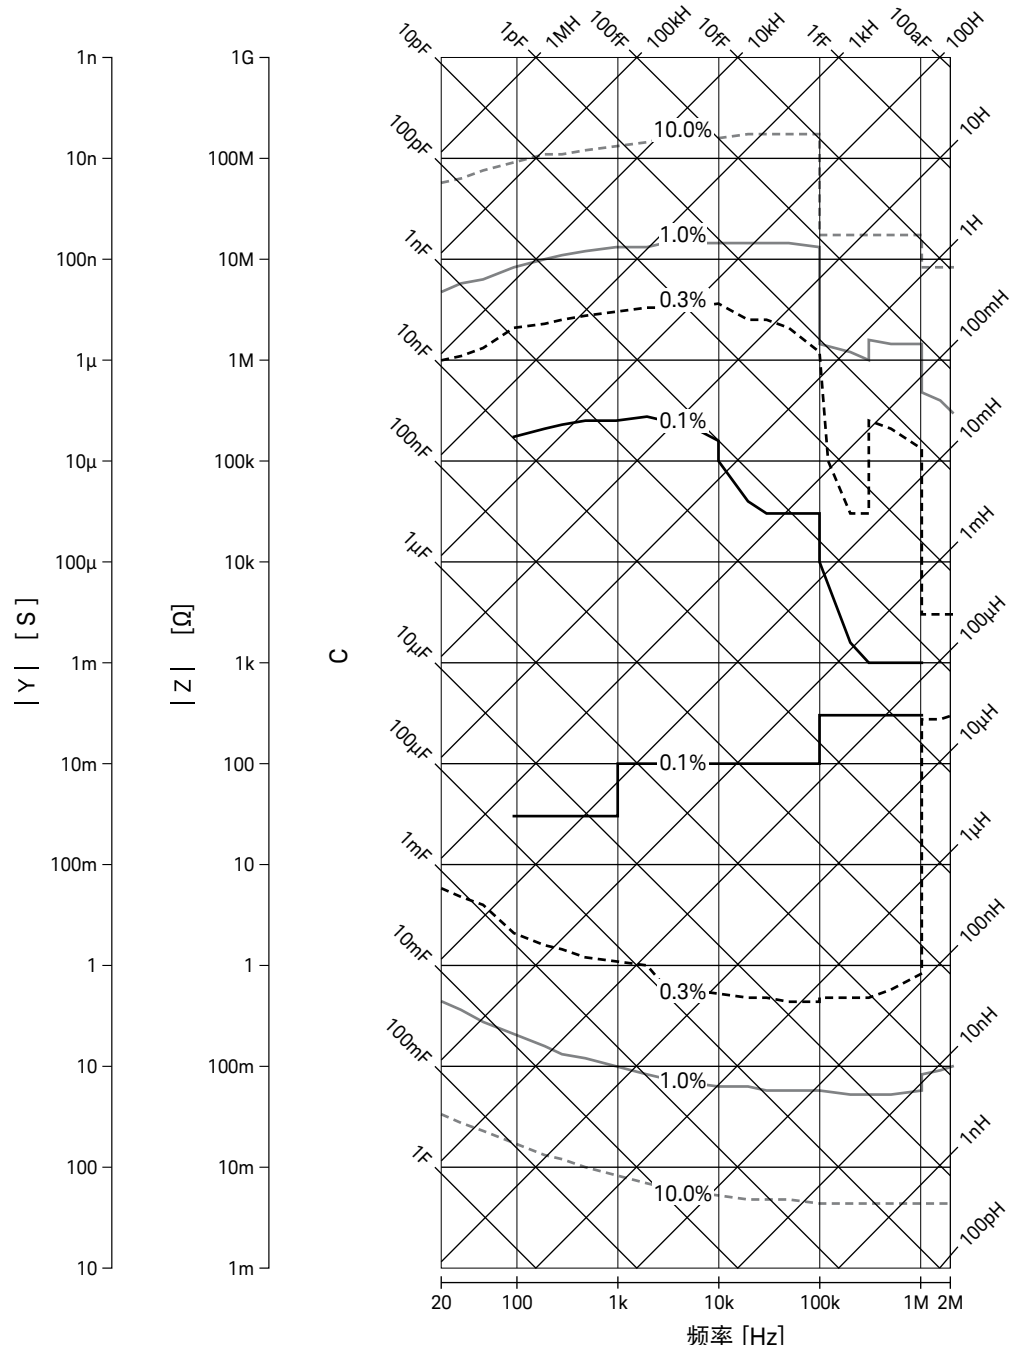 10pF 1pF 1MH 100fF 100kH 10fF 10kH 1fF 1kH 100aF 100H
1n 1G
100pF 10.0% 10H
10n 100M
1nF 1.0% 1H
100n 10M
10nF 0.3% 100mH
1µ 1M
100nF 0.1% 10mH
10µ 100k
1µF 1mH
100µ 10k
|Y| [S] |Z| [Ω] C
10µF 100µH
1m 1k
100µF 10µH
10m 100 0.1%
1mF 1µH
100m 10
10mF 100nH
1 1
0.3%
100mF 10nH
10 100m
1.0%
1F 1nH
100 10m
10.0%
100pH
10 1m
20 100 1k 10k 100k 1M 2M
频率 [Hz]